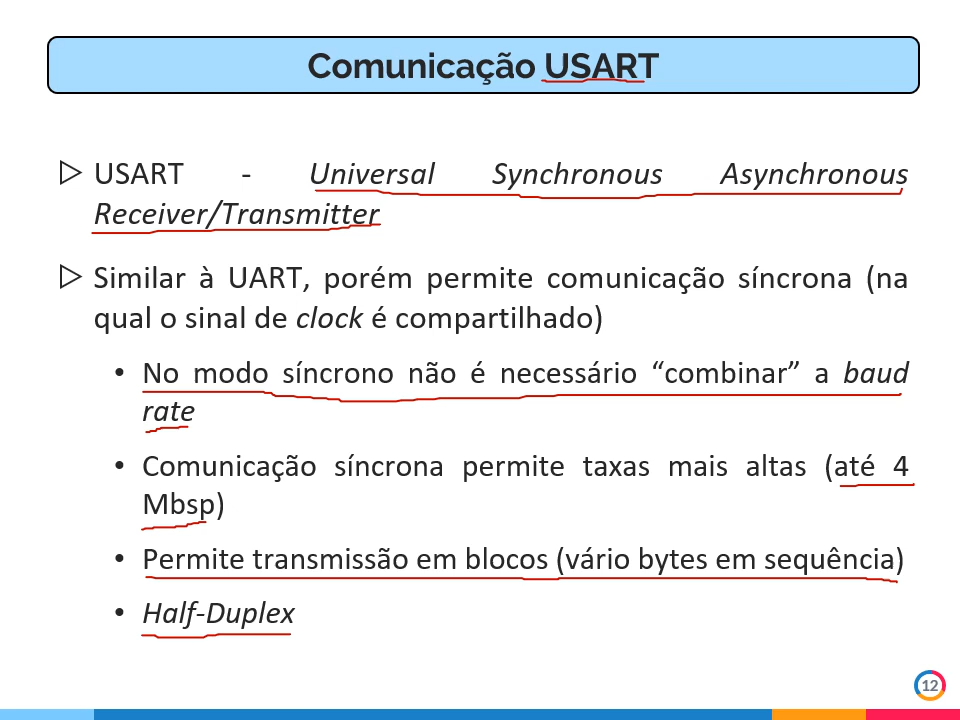 Comunicação USART
USART - Universal Synchronous Asynchronous
Receiver/Transmitter
Similar à UART, porém permite comunicação síncrona (na
qual o sinal de clock é compartilhado)
• No modo síncrono não é necessário “combinar” a baud
rate
• Comunicação síncrona permite taxas mais altas (até 4
Mbsp)
• Permite transmissão em blocos (vário bytes em sequência)
• Half-Duplex
12